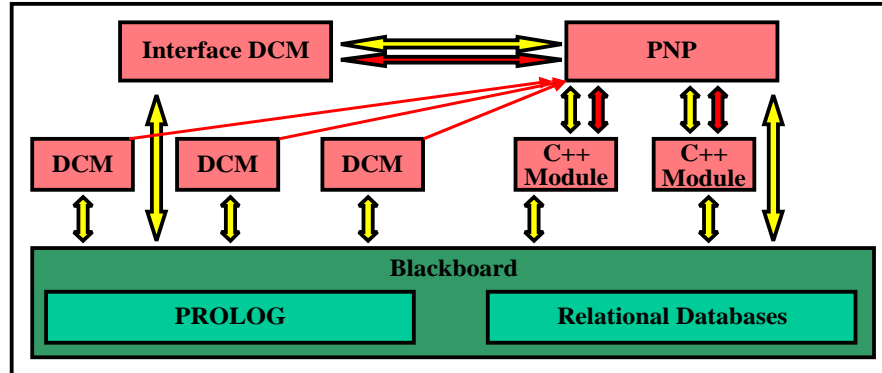 Interface DCM
PNP
DCM
DCM
DCM
C++
Module
C++
Module
Blackboard
PROLOG
Relational Databases